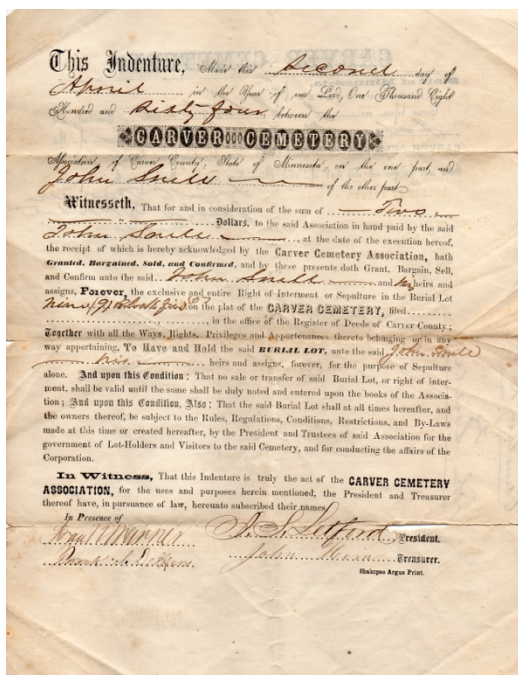 This Indenture, Made this Second day of
April in the Year of our Lord, One Thousand Eight
Hundred and Sixty four between the
CARVER CEMETERY
Association, of Carver County, State of Minnesota, on the one part, and
John of the other part
Witnesseth, That for and in consideration of the sum of Two
Dollars, to the said Association in hand paid by the said
John at the date of the execution hereof,
the receipt of which is hereby acknowledged by the Carver Cemetery Association, hath
Granted, Bargained, Sold, and Confirmed, and by these presents doth Grant, Bargain, Sell,
and Confirm unto the said John and his heirs and
assigns, Forever, the exclusive and entire Right of interment or Sepulture in the Burial Lot
nine (9) on the plat of the CARVER CEMETERY, filed
in the office of the Register of Deeds of Carver County;
Together with all the Ways, Rights, Privileges and Appurtenances thereto belonging or in any
way appertaining, To Have and Hold the said BURIAL LOT, unto the said John
his heirs and assigns, forever, for the purpose of Sepulture
alone. And upon this Condition: That no sale or transfer of said Burial Lot, or right of inter-
ment, shall be valid until the same shall be duly noted and entered upon the books of the Associa-
tion; And upon this Condition, Also: That the said Burial Lot shall at all times hereafter, and
the owners thereof, be subject to the Rules, Regulations, Conditions, Restrictions, and By-Laws
made at this time or created hereafter, by the President and Trustees of said Association for the
government of Lot-Holders and Visitors to the said Cemetery, and for conducting the affairs of the
Corporation.
In Witness, That this Indenture is truly the act of the CARVER CEMETERY
ASSOCIATION, for the uses and purposes herein mentioned, the President and Treasurer
thereof have, in pursuance of law, hereunto subscribed their names,
In Presence of
Warner President.
John Treasurer.
Shakopee Argus Print.